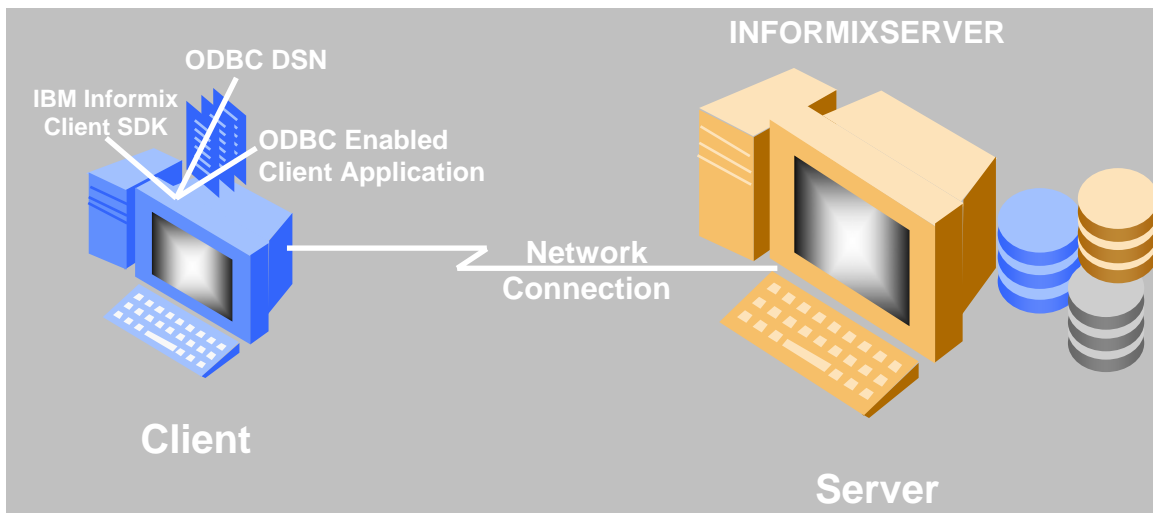 INFORMIXSERVER
ODBC DSN
IBM Informix
Client SDK
ODBC Enabled
Client Application
Network
Connection
Client
Server